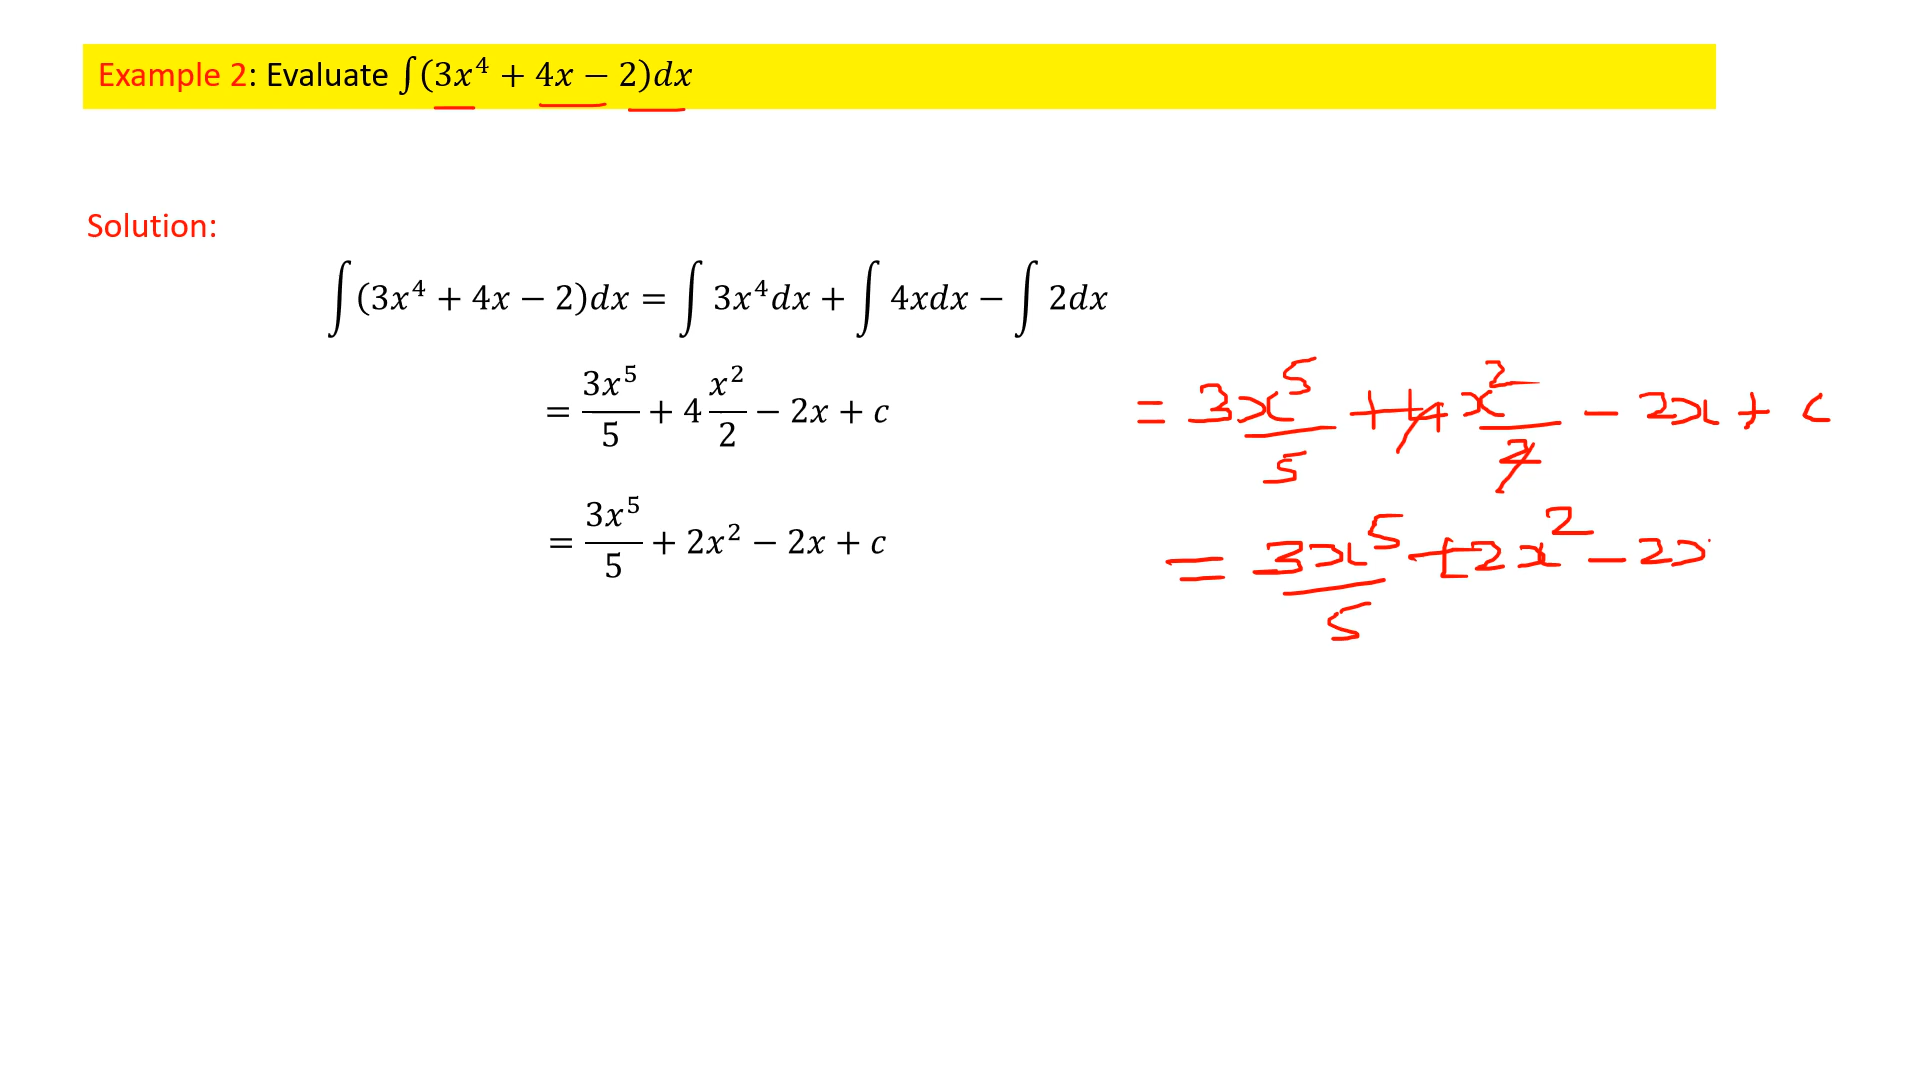 Example 2: Evaluate ∫(3x⁴ + 4x − 2)dx
Solution:
∫(3x⁴ + 4x − 2)dx = ∫3x⁴dx + ∫4xdx − ∫2dx
= 3x⁵/5 + 4 x²/2 − 2x + c
= 3x⁵/5 + 4 x²/2 − 2x + c
= 3x⁵/5 + 2x² − 2x + c
= 3x⁵/5 + 2x² − 2x